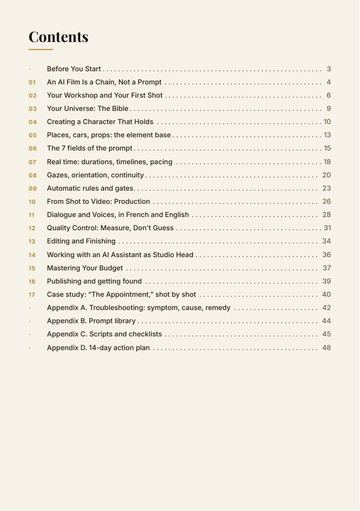 Contents
· Before You Start . . . . . . . . . . . . . . . . . . . . . . . . . . . . . . . . . . . . . . . . . . . . . . . . . . . . 3
01 An AI Film Is a Chain, Not a Prompt . . . . . . . . . . . . . . . . . . . . . . . . . . . . . . . . . . . . . . 4
02 Your Workshop and Your First Shot . . . . . . . . . . . . . . . . . . . . . . . . . . . . . . . . . . . . . . 6
03 Your Universe: The Bible . . . . . . . . . . . . . . . . . . . . . . . . . . . . . . . . . . . . . . . . . . . . . 9
04 Creating a Character That Holds . . . . . . . . . . . . . . . . . . . . . . . . . . . . . . . . . . . . . . . 10
05 Places, cars, props: the element base . . . . . . . . . . . . . . . . . . . . . . . . . . . . . . . . . . . 13
06 The 7 fields of the prompt . . . . . . . . . . . . . . . . . . . . . . . . . . . . . . . . . . . . . . . . . . . 15
07 Real time: durations, timelines, pacing . . . . . . . . . . . . . . . . . . . . . . . . . . . . . . . . . . 18
08 Gazes, orientation, continuity . . . . . . . . . . . . . . . . . . . . . . . . . . . . . . . . . . . . . . . . . 20
09 Automatic rules and gates. . . . . . . . . . . . . . . . . . . . . . . . . . . . . . . . . . . . . . . . . . . . 23
10 From Shot to Video: Production . . . . . . . . . . . . . . . . . . . . . . . . . . . . . . . . . . . . . . . 26
11 Dialogue and Voices, in French and English . . . . . . . . . . . . . . . . . . . . . . . . . . . . . . . 28
12 Quality Control: Measure, Don't Guess . . . . . . . . . . . . . . . . . . . . . . . . . . . . . . . . . . 31
13 Editing and Finishing . . . . . . . . . . . . . . . . . . . . . . . . . . . . . . . . . . . . . . . . . . . . . . . 34
14 Working with an AI Assistant as Studio Head . . . . . . . . . . . . . . . . . . . . . . . . . . . . . . 36
15 Mastering Your Budget . . . . . . . . . . . . . . . . . . . . . . . . . . . . . . . . . . . . . . . . . . . . . 37
16 Publishing and getting found . . . . . . . . . . . . . . . . . . . . . . . . . . . . . . . . . . . . . . . . . 39
17 Case study: “The Appointment,” shot by shot . . . . . . . . . . . . . . . . . . . . . . . . . . . . . 40
· Appendix A. Troubleshooting: symptom, cause, remedy . . . . . . . . . . . . . . . . . . . . . 42
· Appendix B. Prompt library . . . . . . . . . . . . . . . . . . . . . . . . . . . . . . . . . . . . . . . . . . . 44
· Appendix C. Scripts and checklists . . . . . . . . . . . . . . . . . . . . . . . . . . . . . . . . . . . . . 45
· Appendix D. 14-day action plan . . . . . . . . . . . . . . . . . . . . . . . . . . . . . . . . . . . . . . . . 48